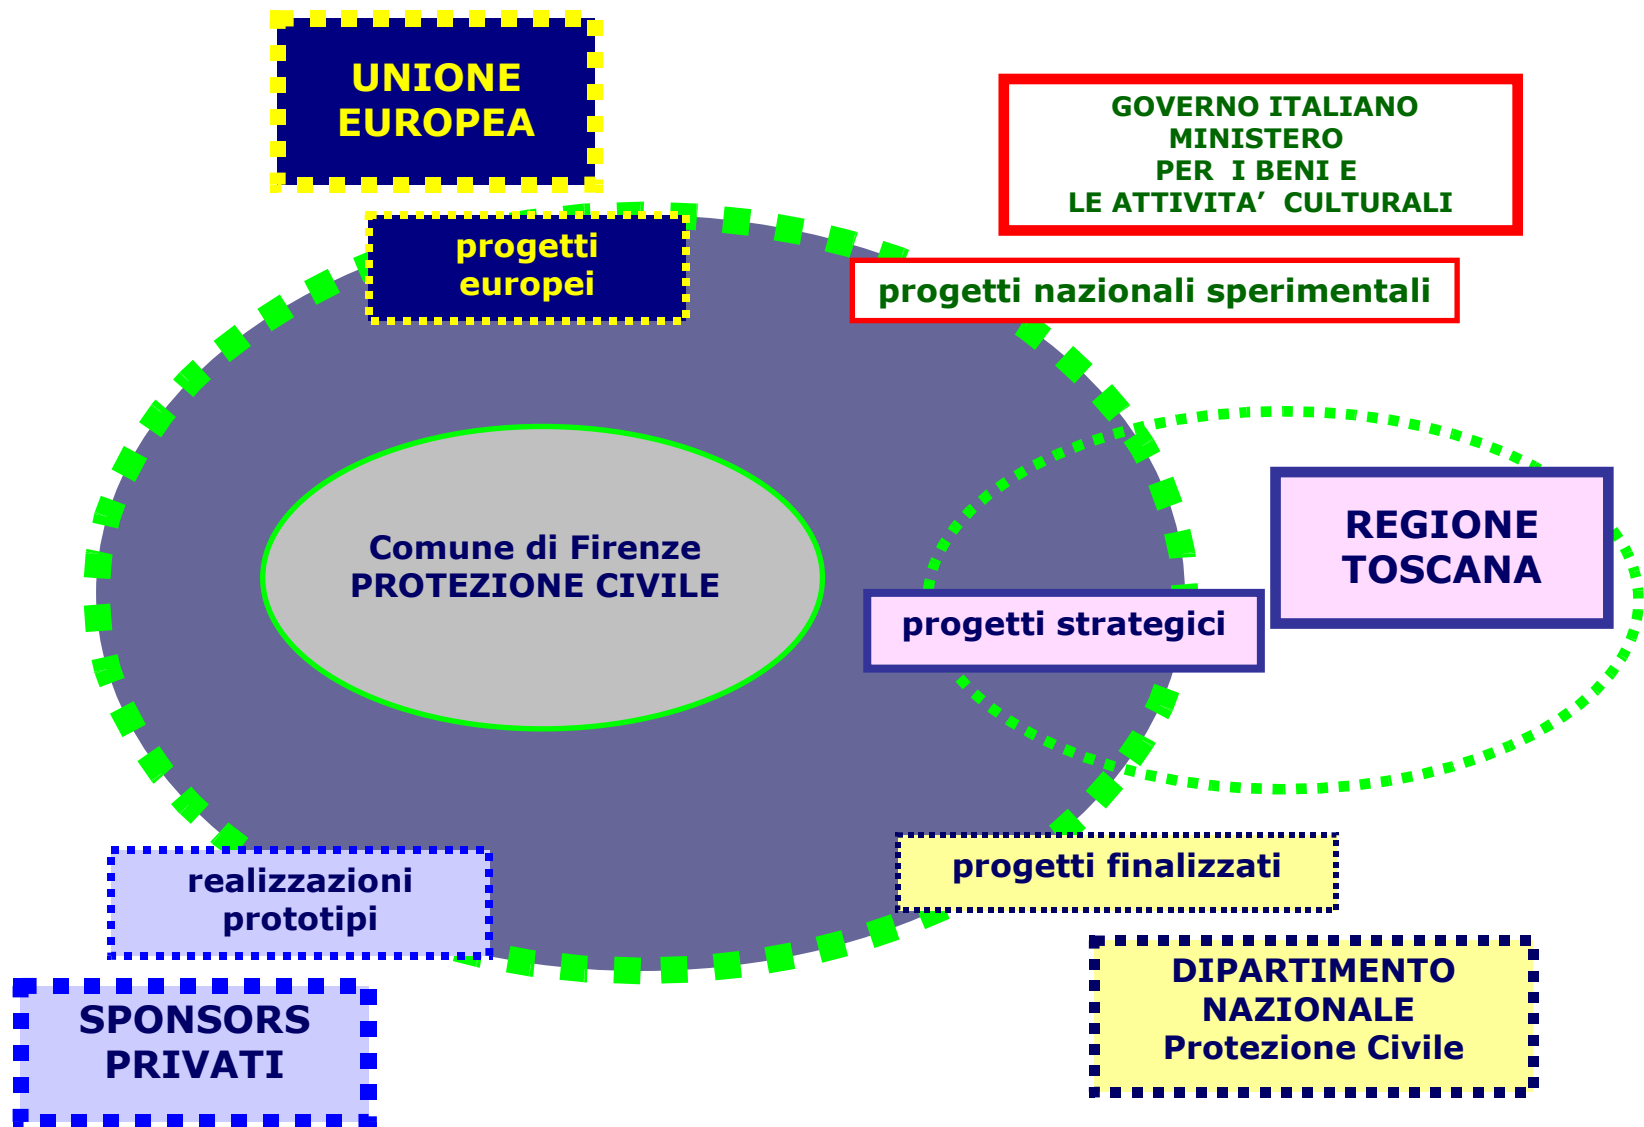 UNIONE
EUROPEA
GOVERNO ITALIANO
MINISTERO
PER I BENI E
LE ATTIVITA’ CULTURALI
progetti
europei
progetti nazionali sperimentali
Comune di Firenze
PROTEZIONE CIVILE
REGIONE
TOSCANA
progetti strategici
realizzazioni
prototipi
progetti finalizzati
SPONSORS
PRIVATI
DIPARTIMENTO
NAZIONALE
Protezione Civile